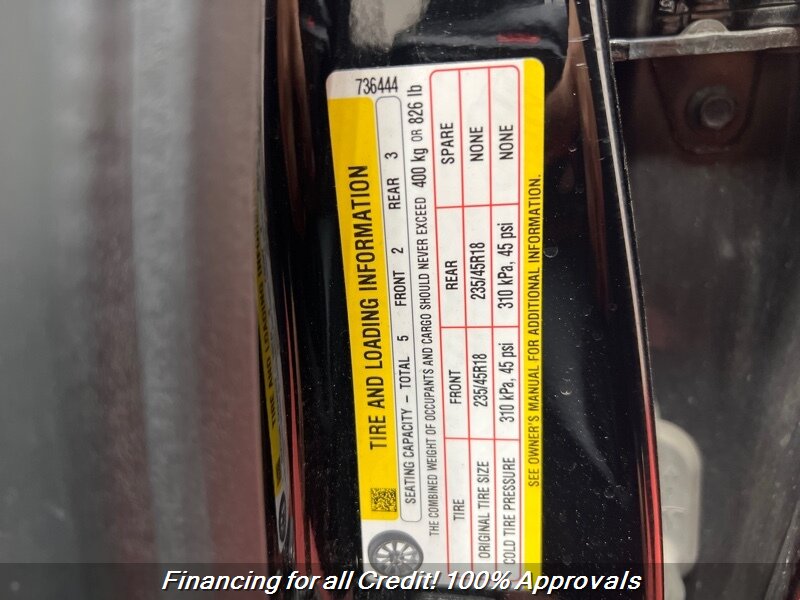 736444
TIRE AND LOADING INFORMATION
SEATING CAPACITY – TOTAL 5 FRONT 2 REAR 3
THE COMBINED WEIGHT OF OCCUPANTS AND CARGO SHOULD NEVER EXCEED 400 kg OR 826 lb
TIRE FRONT REAR SPARE
ORIGINAL TIRE SIZE 235/45R18 235/45R18 NONE
COLD TIRE PRESSURE 310 kPa, 45 psi 310 kPa, 45 psi NONE
SEE OWNER'S MANUAL FOR ADDITIONAL INFORMATION.
Financing for all Credit! 100% Approvals